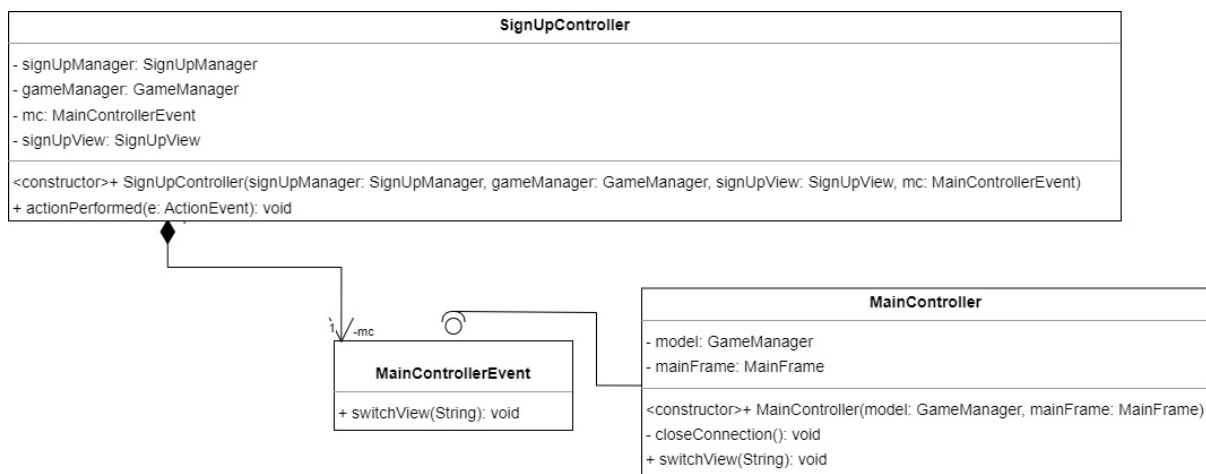 SignUpController
- signUpManager: SignUpManager
- gameManager: GameManager
- mc: MainControllerEvent
- signUpView: SignUpView
<constructor>+ SignUpController(signUpManager: SignUpManager, gameManager: GameManager, signUpView: SignUpView, mc: MainControllerEvent)
+ actionPerformed(e: ActionEvent): void
1
-mc
MainControllerEvent
+ switchView(String): void
MainController
- model: GameManager
- mainFrame: MainFrame
<constructor>+ MainController(model: GameManager, mainFrame: MainFrame)
- closeConnection(): void
+ switchView(String): void